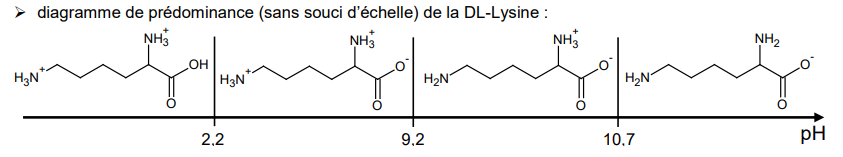 ➤ diagramme de prédominance (sans souci d'échelle) de la DL-Lysine :
NH3+ NH3+ NH3+ NH2
H3N+ OH O H3N+ O- O H2N O- O H2N O- O
2,2 9,2 10,7 pH